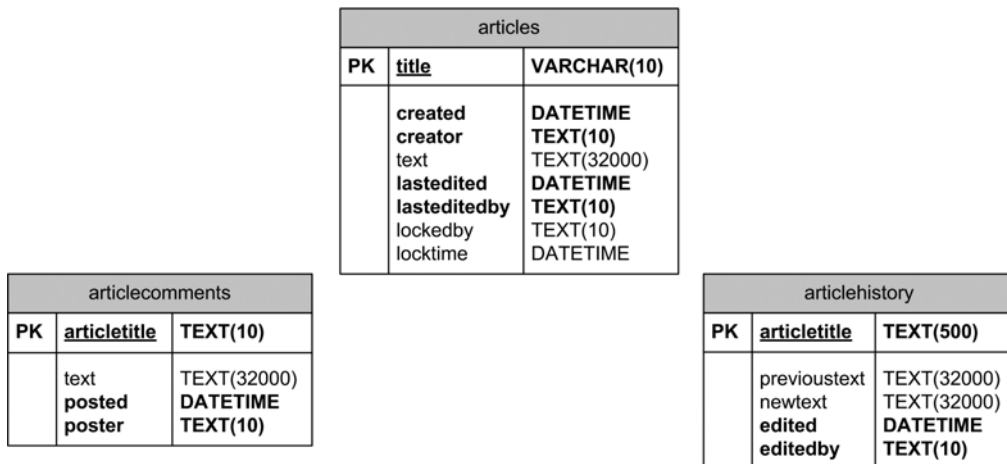 articles
PK title VARCHAR(10)
created DATETIME
creator TEXT(10)
text TEXT(32000)
lastedited DATETIME
lasteditedby TEXT(10)
lockedby TEXT(10)
locktime DATETIME
articlecomments
PK articletitle TEXT(10)
text TEXT(32000)
posted DATETIME
poster TEXT(10)
articlehistory
PK articletitle TEXT(500)
previoustext TEXT(32000)
newtext TEXT(32000)
edited DATETIME
editedby TEXT(10)